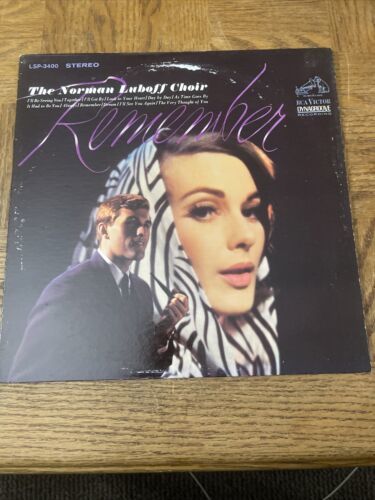 LSP-3400 STEREO
The Norman Luboff Choir
I'll Be Seeing You/Together/I'll Get By/Deep in Your Heart/Day by Day/As Time Goes By
It Had to Be You/Always/Remember/Dream/I'll See You Again/The Very Thought of You
Remember
RCA VICTOR
DYNAGROOVE
RECORDING